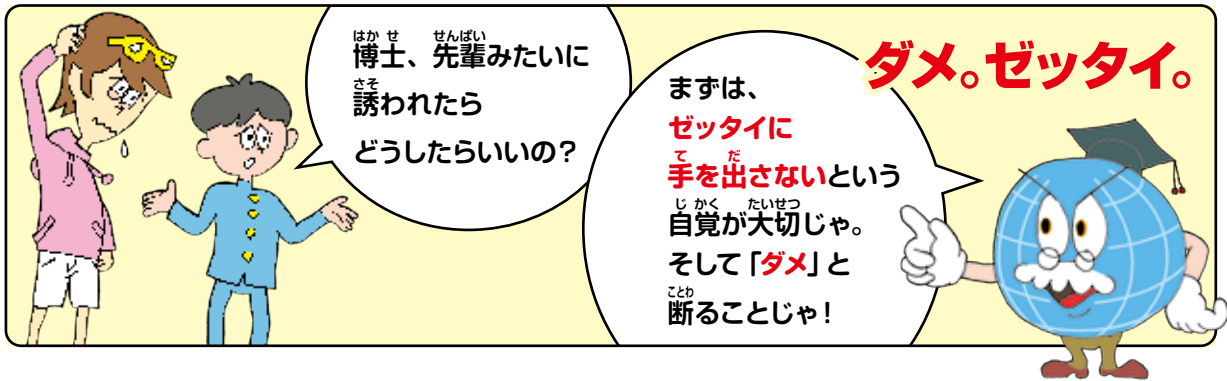 博士、先輩みたいに
誘われたら
どうしたらいいの?
ダメ。ゼッタイ。
まずは、
ゼッタイに
手を出さないという
自覚が大切じゃ。
そして「ダメ」と
断ることじゃ!